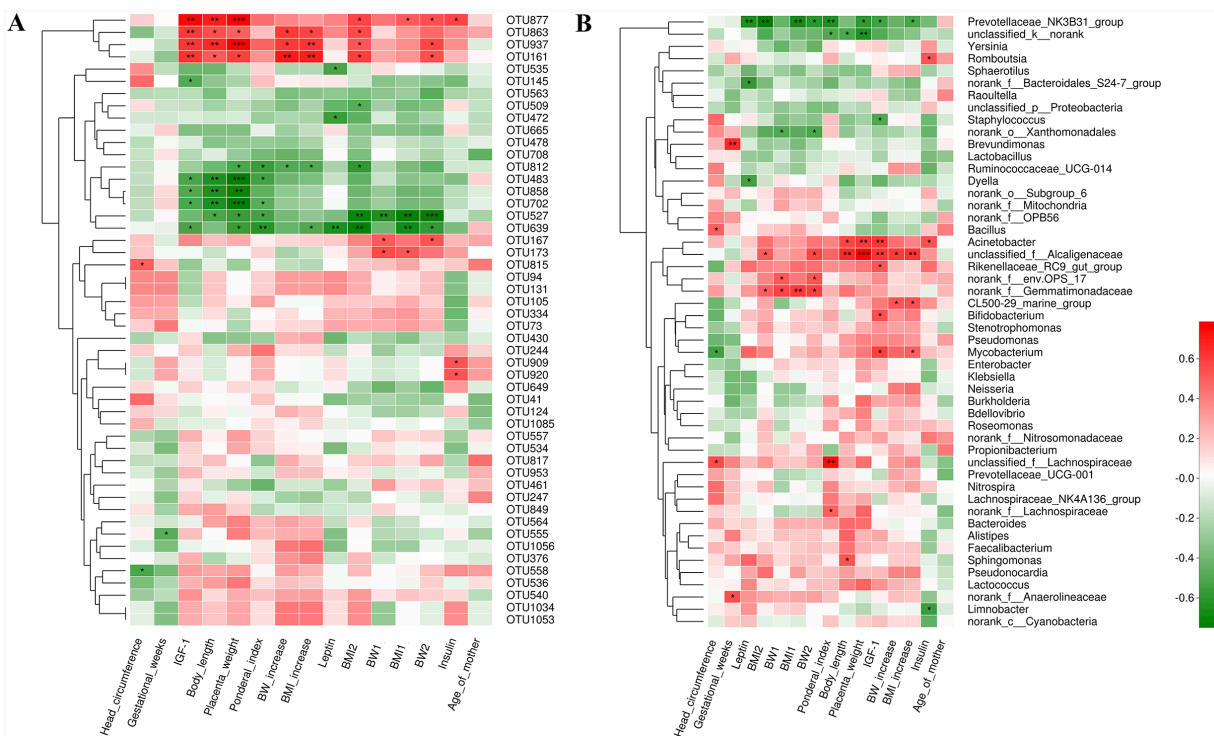 A
OTU877
OTU863
OTU937
OTU161
OTU535
OTU145
OTU563
OTU509
OTU472
OTU665
OTU478
OTU708
OTU812
OTU483
OTU858
OTU702
OTU527
OTU639
OTU167
OTU173
OTU815
OTU94
OTU131
OTU105
OTU334
OTU73
OTU430
OTU244
OTU909
OTU920
OTU649
OTU41
OTU124
OTU1085
OTU557
OTU534
OTU817
OTU953
OTU461
OTU247
OTU849
OTU564
OTU555
OTU1056
OTU376
OTU558
OTU536
OTU540
OTU1034
OTU1053
Head_circumference
Gestational_weeks
IGF-1
Body_length
Placenta_weight
Ponderal_index
BW_increase
BMI_increase
Leptin
BMI2
BW1
BMI1
BW2
Insulin
Age_of_mother
B
Prevotellaceae_NK3B31_group
unclassified_k__norank
Yersinia
Romboutsia
Sphaerotilus
norank_f__Bacteroidales_S24-7_group
Raoultella
unclassified_p__Proteobacteria
Staphylococcus
norank_o__Xanthomonadales
Brevundimonas
Lactobacillus
Ruminococcaceae_UCG-014
Dyella
norank_o__Subgroup_6
norank_f__Mitochondria
norank_f__OPB56
Bacillus
Acinetobacter
unclassified_f__Alcaligenaceae
Rikenellaceae_RC9_gut_group
norank_f__env.OPS_17
norank_f__Gemmatimonadaceae
CL500-29_marine_group
Bifidobacterium
Stenotrophomonas
Pseudomonas
Mycobacterium
Enterobacter
Klebsiella
Neisseria
Burkholderia
Bdellovibrio
Roseomonas
norank_f__Nitrosomonadaceae
Propionibacterium
unclassified_f__Lachnospiraceae
Prevotellaceae_UCG-001
Nitrospira
Lachnospiraceae_NK4A136_group
norank_f__Lachnospiraceae
Bacteroides
Alistipes
Faecalibacterium
Sphingomonas
Pseudonocardia
Lactococcus
norank_f__Anaerolineaceae
Limnobacter
norank_c__Cyanobacteria
Head_circumference
Gestational_weeks
Leptin
BMI2
BW1
BMI1
BW2
Ponderal_index
Body_length
Placenta_weight
IGF-1
BW_increase
BMI_increase
Insulin
Age_of_mother
0.6
0.4
0.2
-0.0
-0.2
-0.4
-0.6